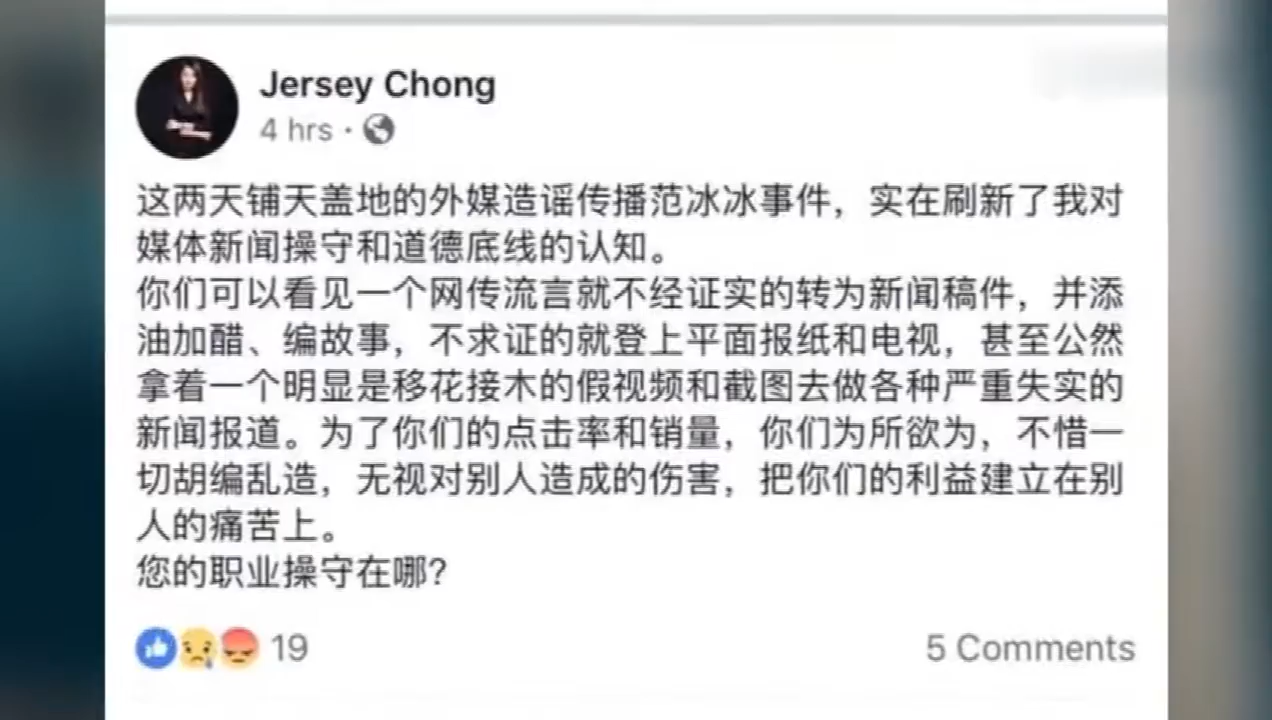 Jersey Chong
4 hrs ·
这两天铺天盖地的外媒造谣传播范冰冰事件，实在刷新了我对
媒体新闻操守和道德底线的认知。
你们可以看见一个网传流言就不经证实的转为新闻稿件，并添
油加醋、编故事，不求证的就登上平面报纸和电视，甚至公然
拿着一个明显是移花接木的假视频和截图去做各种严重失实的
新闻报道。为了你们的点击率和销量，你们为所欲为，不惜一
切胡编乱造，无视对别人造成的伤害，把你们的利益建立在别
人的痛苦上。
您的职业操守在哪？
19
5 Comments